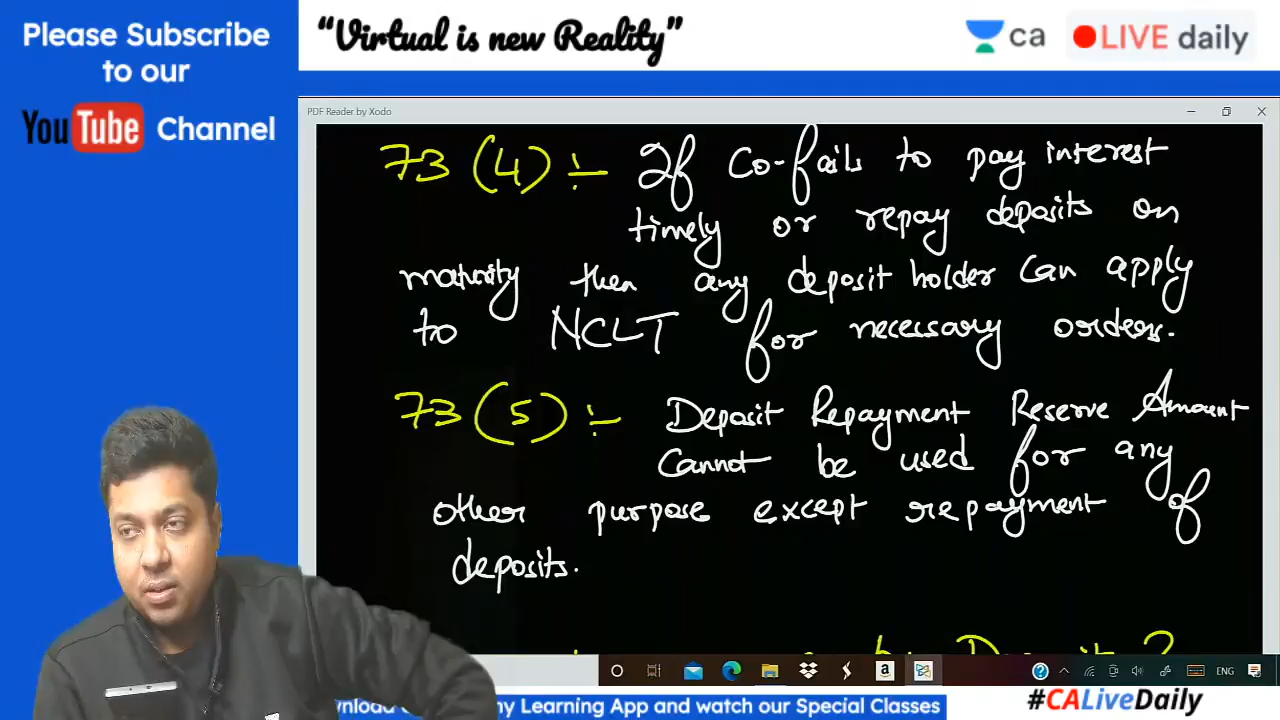 Please Subscribe
to our
YouTube Channel
“Virtual is new Reality”
ca
LIVE daily
PDF Reader by Xodo
73 (4) :- If Co-fails to pay interest
timely or repay deposits on
maturity then any deposit holder can apply
to NCLT for necessary orders.
73 (5) :- Deposit Repayment Reserve Amount
Cannot be used for any
other purpose except repayment of
deposits.
by Deposit ?
ENG
my Learning App and watch our Special Classes
#CALiveDaily